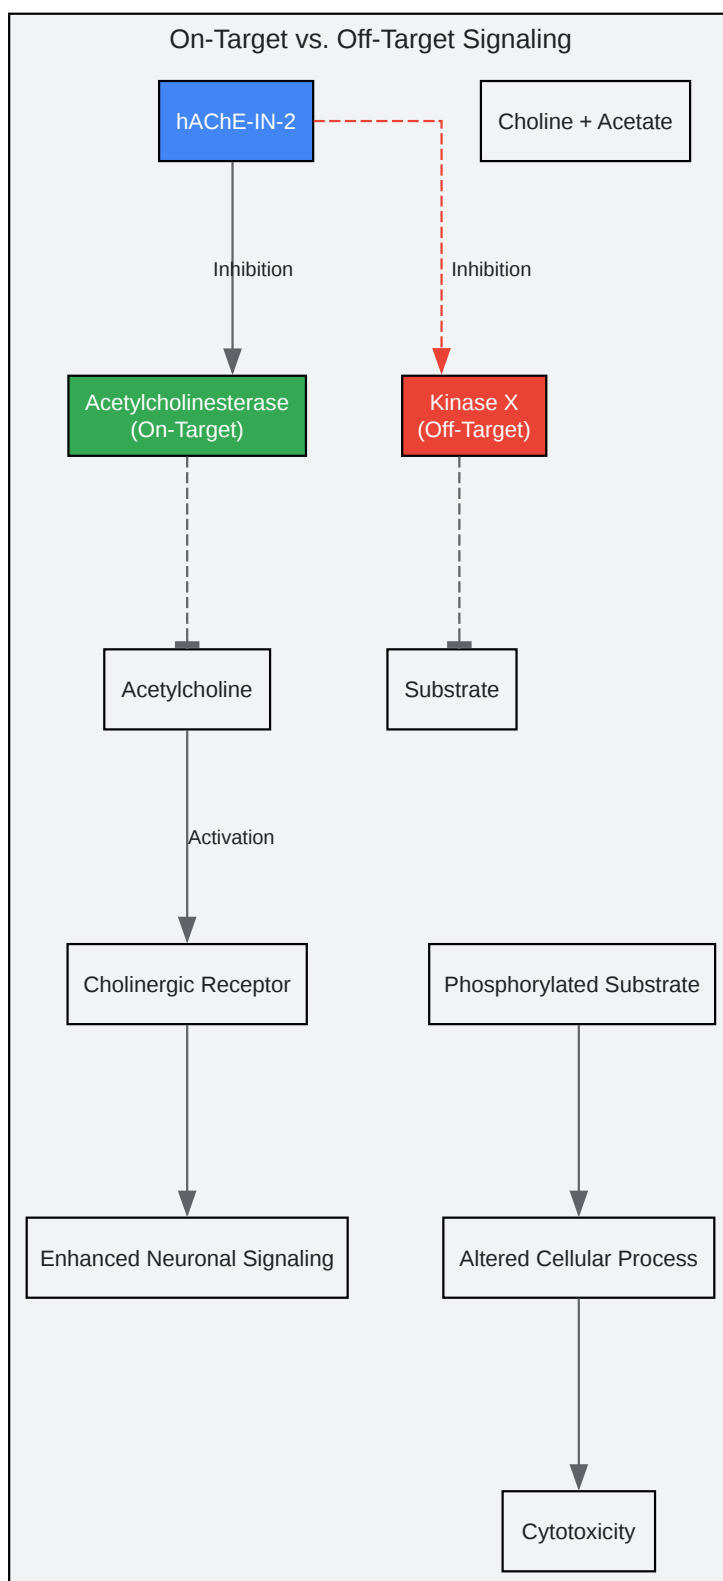 On-Target vs. Off-Target Signaling
hAChE-IN-2
Choline + Acetate
Inhibition
Inhibition
Acetylcholinesterase
(On-Target)
Kinase X
(Off-Target)
Acetylcholine
Substrate
Activation
Cholinergic Receptor
Phosphorylated Substrate
Enhanced Neuronal Signaling
Altered Cellular Process
Cytotoxicity